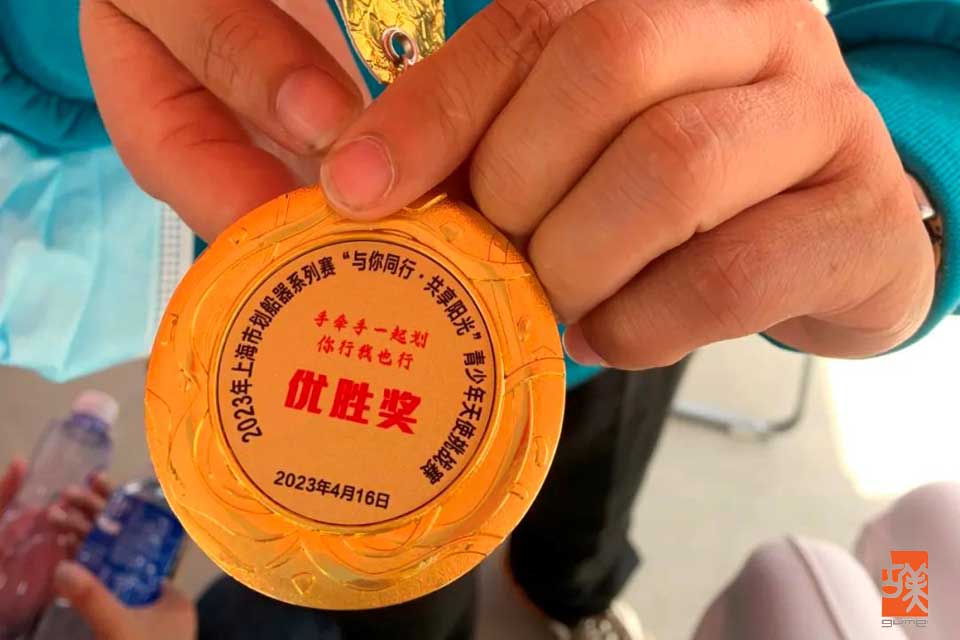 2023年上海市划船器系列赛“与你同行·共享阳光”青少年天使挑战赛
手牵手一起划
你行我也行
优胜奖
2023年4月16日